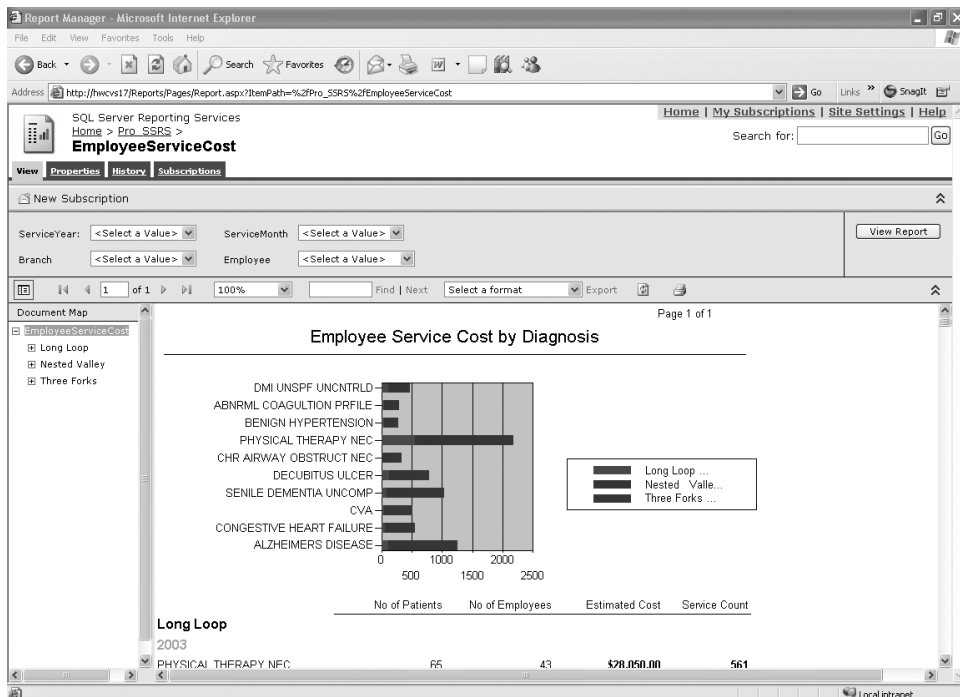 Report Manager - Microsoft Internet Explorer
File Edit View Favorites Tools Help
Back Search Favorites
Address http://hwcvs17/Reports/Pages/Report.aspx?ItemPath=%2fPro_SSRS%2fEmployeeServiceCost Go Links » SnagIt
SQL Server Reporting Services
Home | My Subscriptions | Site Settings | Help
Home > Pro_SSRS >
Search for: Go
EmployeeServiceCost
View Properties History Subscriptions
New Subscription
ServiceYear: <Select a Value> ServiceMonth <Select a Value> View Report
Branch <Select a Value> Employee <Select a Value>
1 of 1 100% Find | Next Select a format Export
Document Map
EmployeeServiceCost
Long Loop
Nested Valley
Three Forks
Page 1 of 1
Employee Service Cost by Diagnosis
DMI UNSPF UNCNTRLD
ABNRML COAGULTION PRFILE
BENIGN HYPERTENSION
PHYSICAL THERAPY NEC
CHR AIRWAY OBSTRUCT NEC
DECUBITUS ULCER
SENILE DEMENTIA UNCOMP
CVA
CONGESTIVE HEART FAILURE
ALZHEIMERS DISEASE
0 1000 2000
500 1500 2500
Long Loop ...
Nested Valle...
Three Forks ...
No of Patients No of Employees Estimated Cost Service Count
Long Loop
2003
PHYSICAL THERAPY NEC 65 43 $28,050.00 561
Local intranet